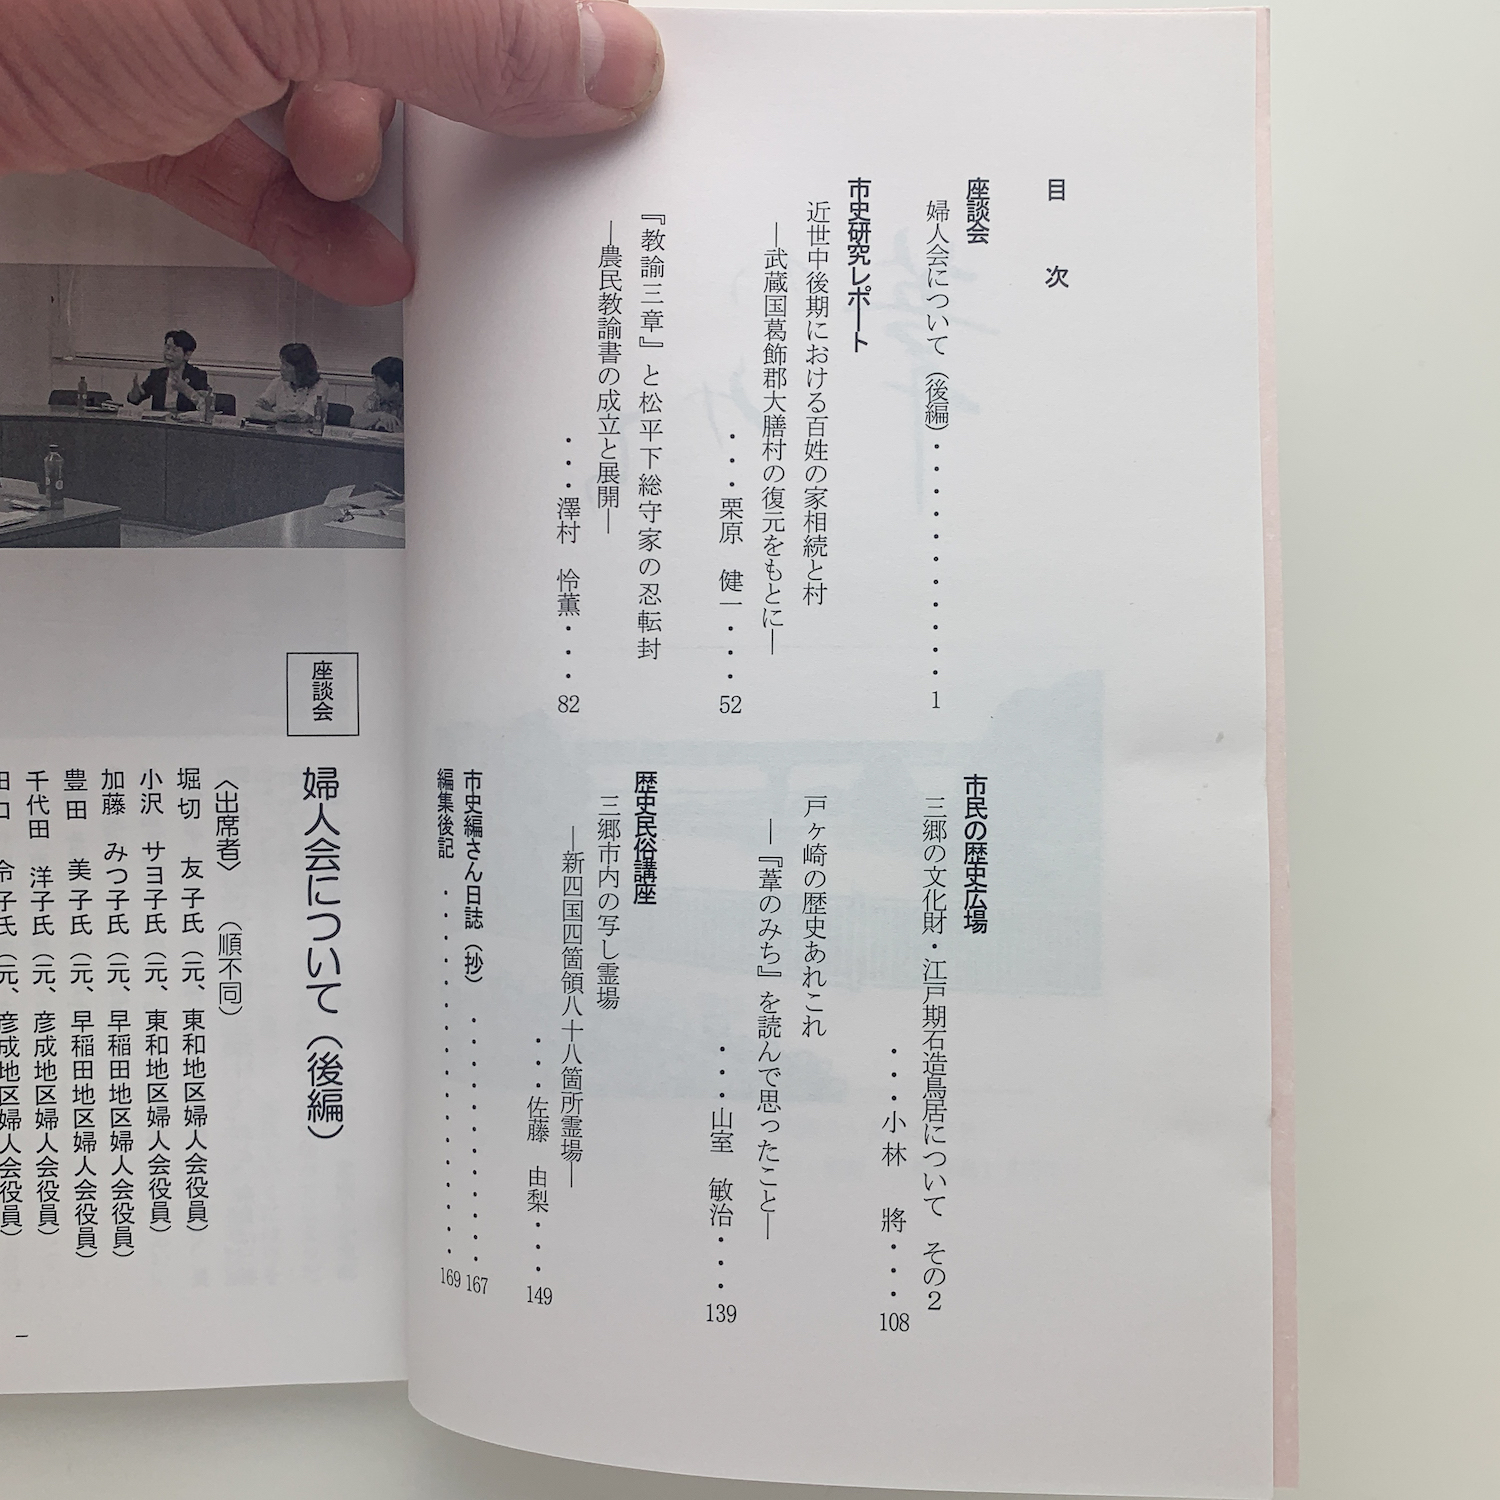 目次
座談会
婦人会について（後編）・・・・・・・・・・・1
市史研究レポート
近世中後期における百姓の家相続と村
―武蔵国葛飾郡大膳村の復元をもとに―
・・・栗原 健一・・・52
『教諭三章』と松平下総守家の忍転封
―農民教諭書の成立と展開―
・・・澤村 怜薫・・・82
市民の歴史広場
三郷の文化財・江戸期石造鳥居について その2
・・・小林 將・・・108
戸ヶ崎の歴史あれこれ
―『葦のみち』を読んで思ったこと―
・・・山室 敏治・・・139
歴史民俗講座
三郷市内の写し霊場
―新四国四箇領八十八箇所霊場―
・・・佐藤 由梨・・・149
市史編さん日誌（抄）・・・・・・・・・・・167
編集後記・・・・・・・・・・・・・・・・169
座談会
婦人会について（後編）
〈出席者〉（順不同）
堀切 友子氏（元、東和地区婦人会役員）
小沢 サヨ子氏（元、東和地区婦人会役員）
加藤 みつ子氏（元、早稲田地区婦人会役員）
豊田 美子氏（元、早稲田地区婦人会役員）
千代田 洋子氏（元、彦成地区婦人会役員）
田口 令子氏（元、彦成地区婦人会役員）